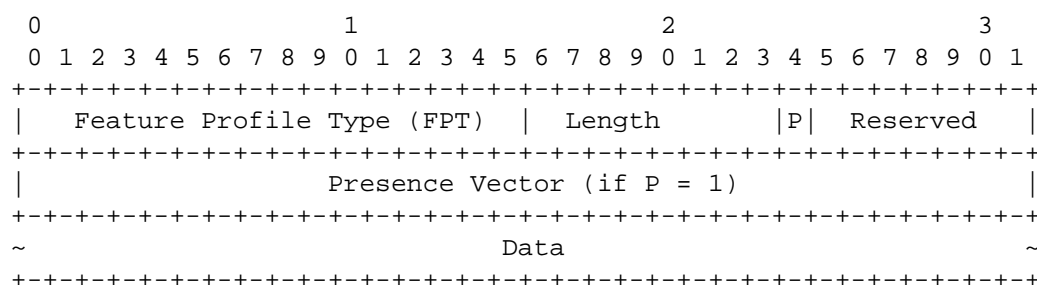 0                   1                   2                   3
 0 1 2 3 4 5 6 7 8 9 0 1 2 3 4 5 6 7 8 9 0 1 2 3 4 5 6 7 8 9 0 1
+-+-+-+-+-+-+-+-+-+-+-+-+-+-+-+-+-+-+-+-+-+-+-+-+-+-+-+-+-+-+-+-+
|   Feature Profile Type (FPT)  |  Length       |P|  Reserved   |
+-+-+-+-+-+-+-+-+-+-+-+-+-+-+-+-+-+-+-+-+-+-+-+-+-+-+-+-+-+-+-+-+
|                   Presence Vector (if P = 1)                  |
+-+-+-+-+-+-+-+-+-+-+-+-+-+-+-+-+-+-+-+-+-+-+-+-+-+-+-+-+-+-+-+-+
~                              Data                             ~
+-+-+-+-+-+-+-+-+-+-+-+-+-+-+-+-+-+-+-+-+-+-+-+-+-+-+-+-+-+-+-+-+